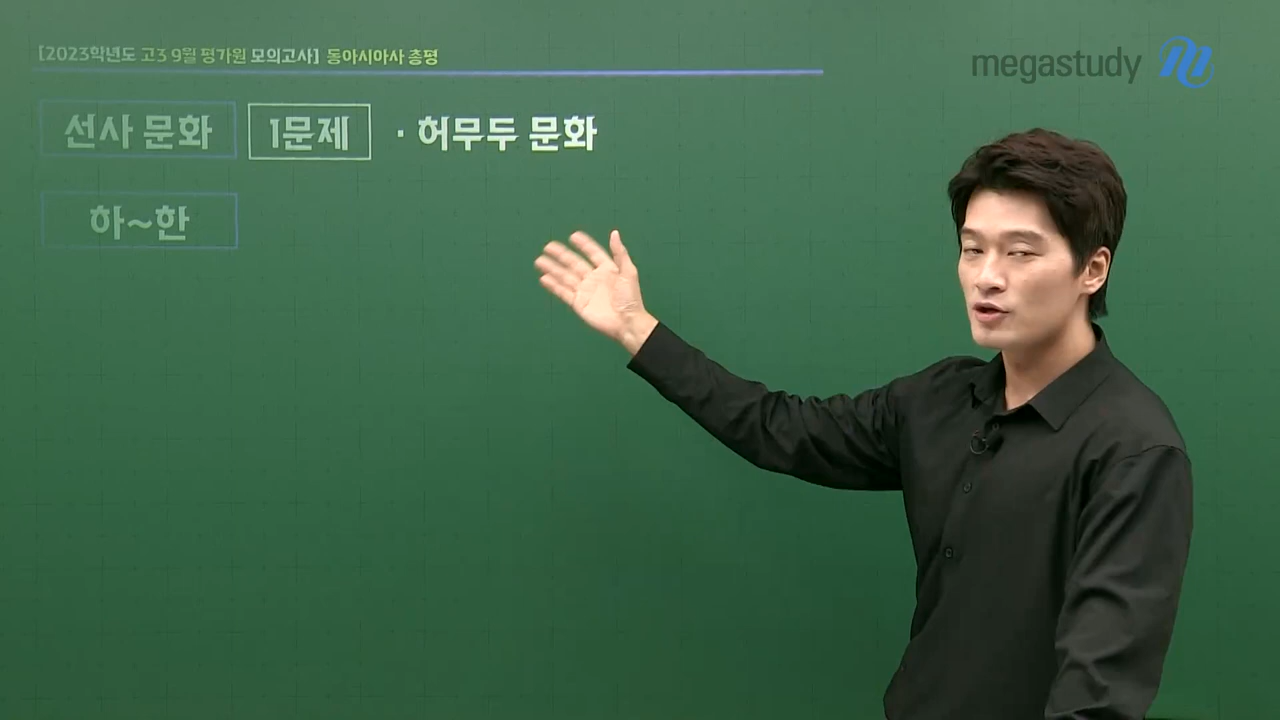 [2023학년도 고3 9월 평가원 모의고사] 동아시아사 총평
megastudy
선사 문화 1문제 · 허무두 문화
하~한